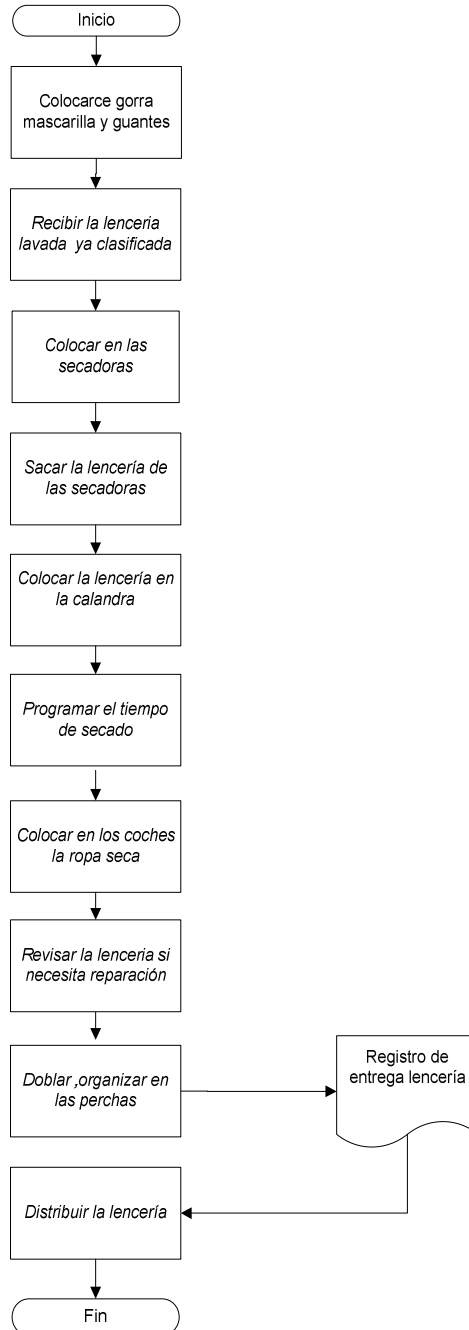 Inicio
Colocarce gorra
mascarilla y guantes
Recibir la lenceria
lavada ya clasificada
Colocar en las
secadoras
Sacar la lencería de
las secadoras
Colocar la lencería en
la calandra
Programar el tiempo
de secado
Colocar en los coches
la ropa seca
Revisar la lenceria si
necesita reparación
Doblar ,organizar en
las perchas
Registro de
entrega lencería
Distribuir la lencería
Fin